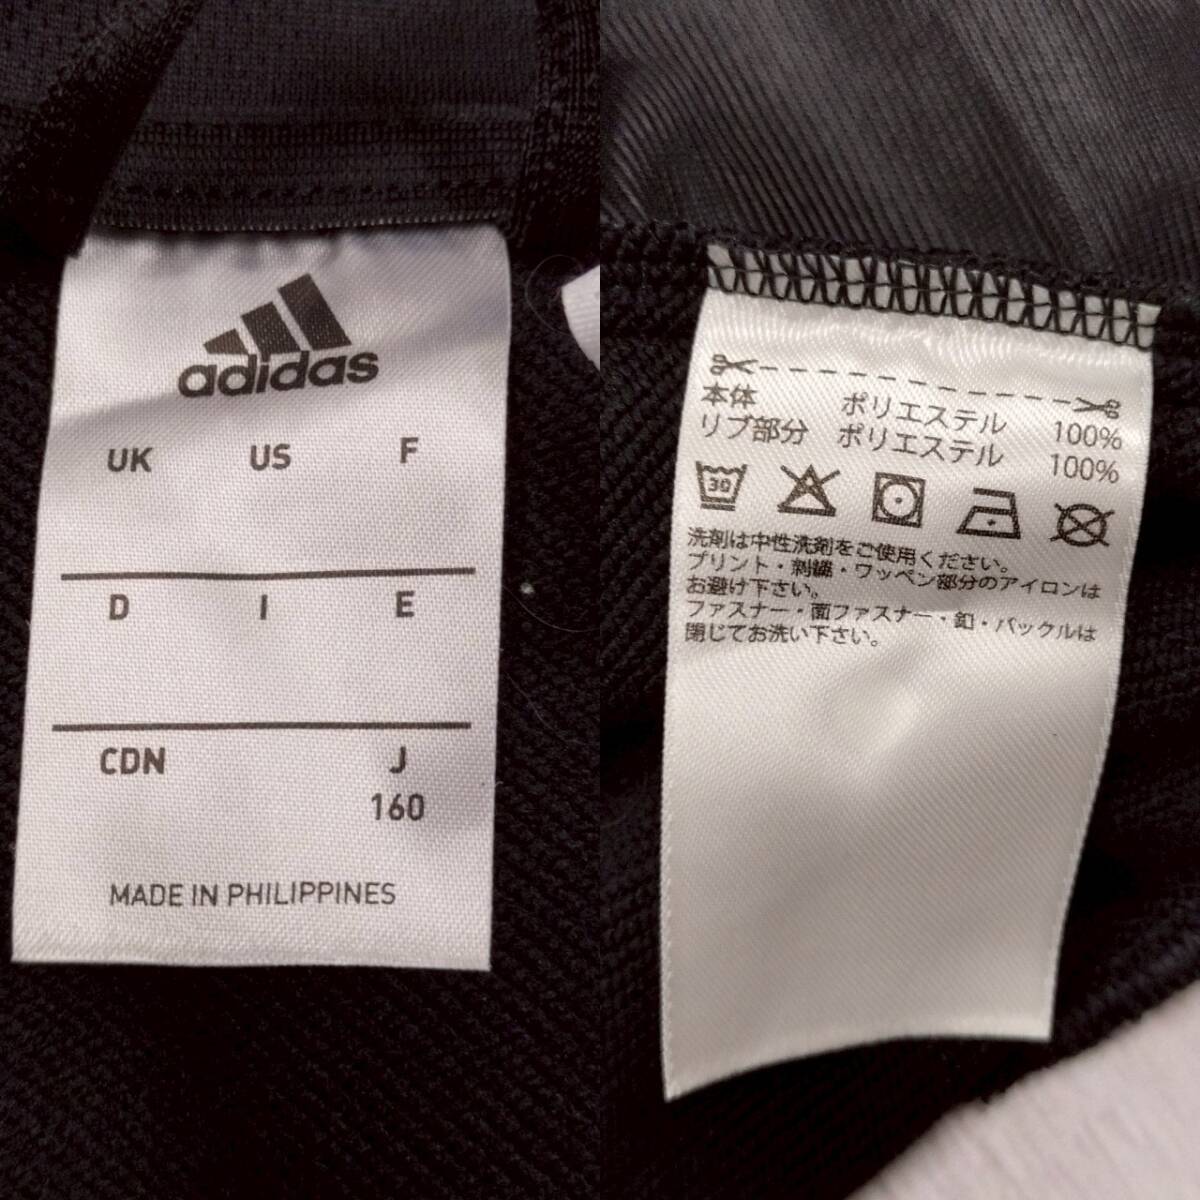 adidas
UK US F
D I E
CDN J
160
MADE IN PHILIPPINES
本体 ポリエステル 100%
リブ部分 ポリエステル 100%
30
洗剤は中性洗剤をご使用ください。
プリント・刺繍・ワッペン部分のアイロンは
お避け下さい。
ファスナー・面ファスナー・釦・バックルは
閉じてお洗い下さい。